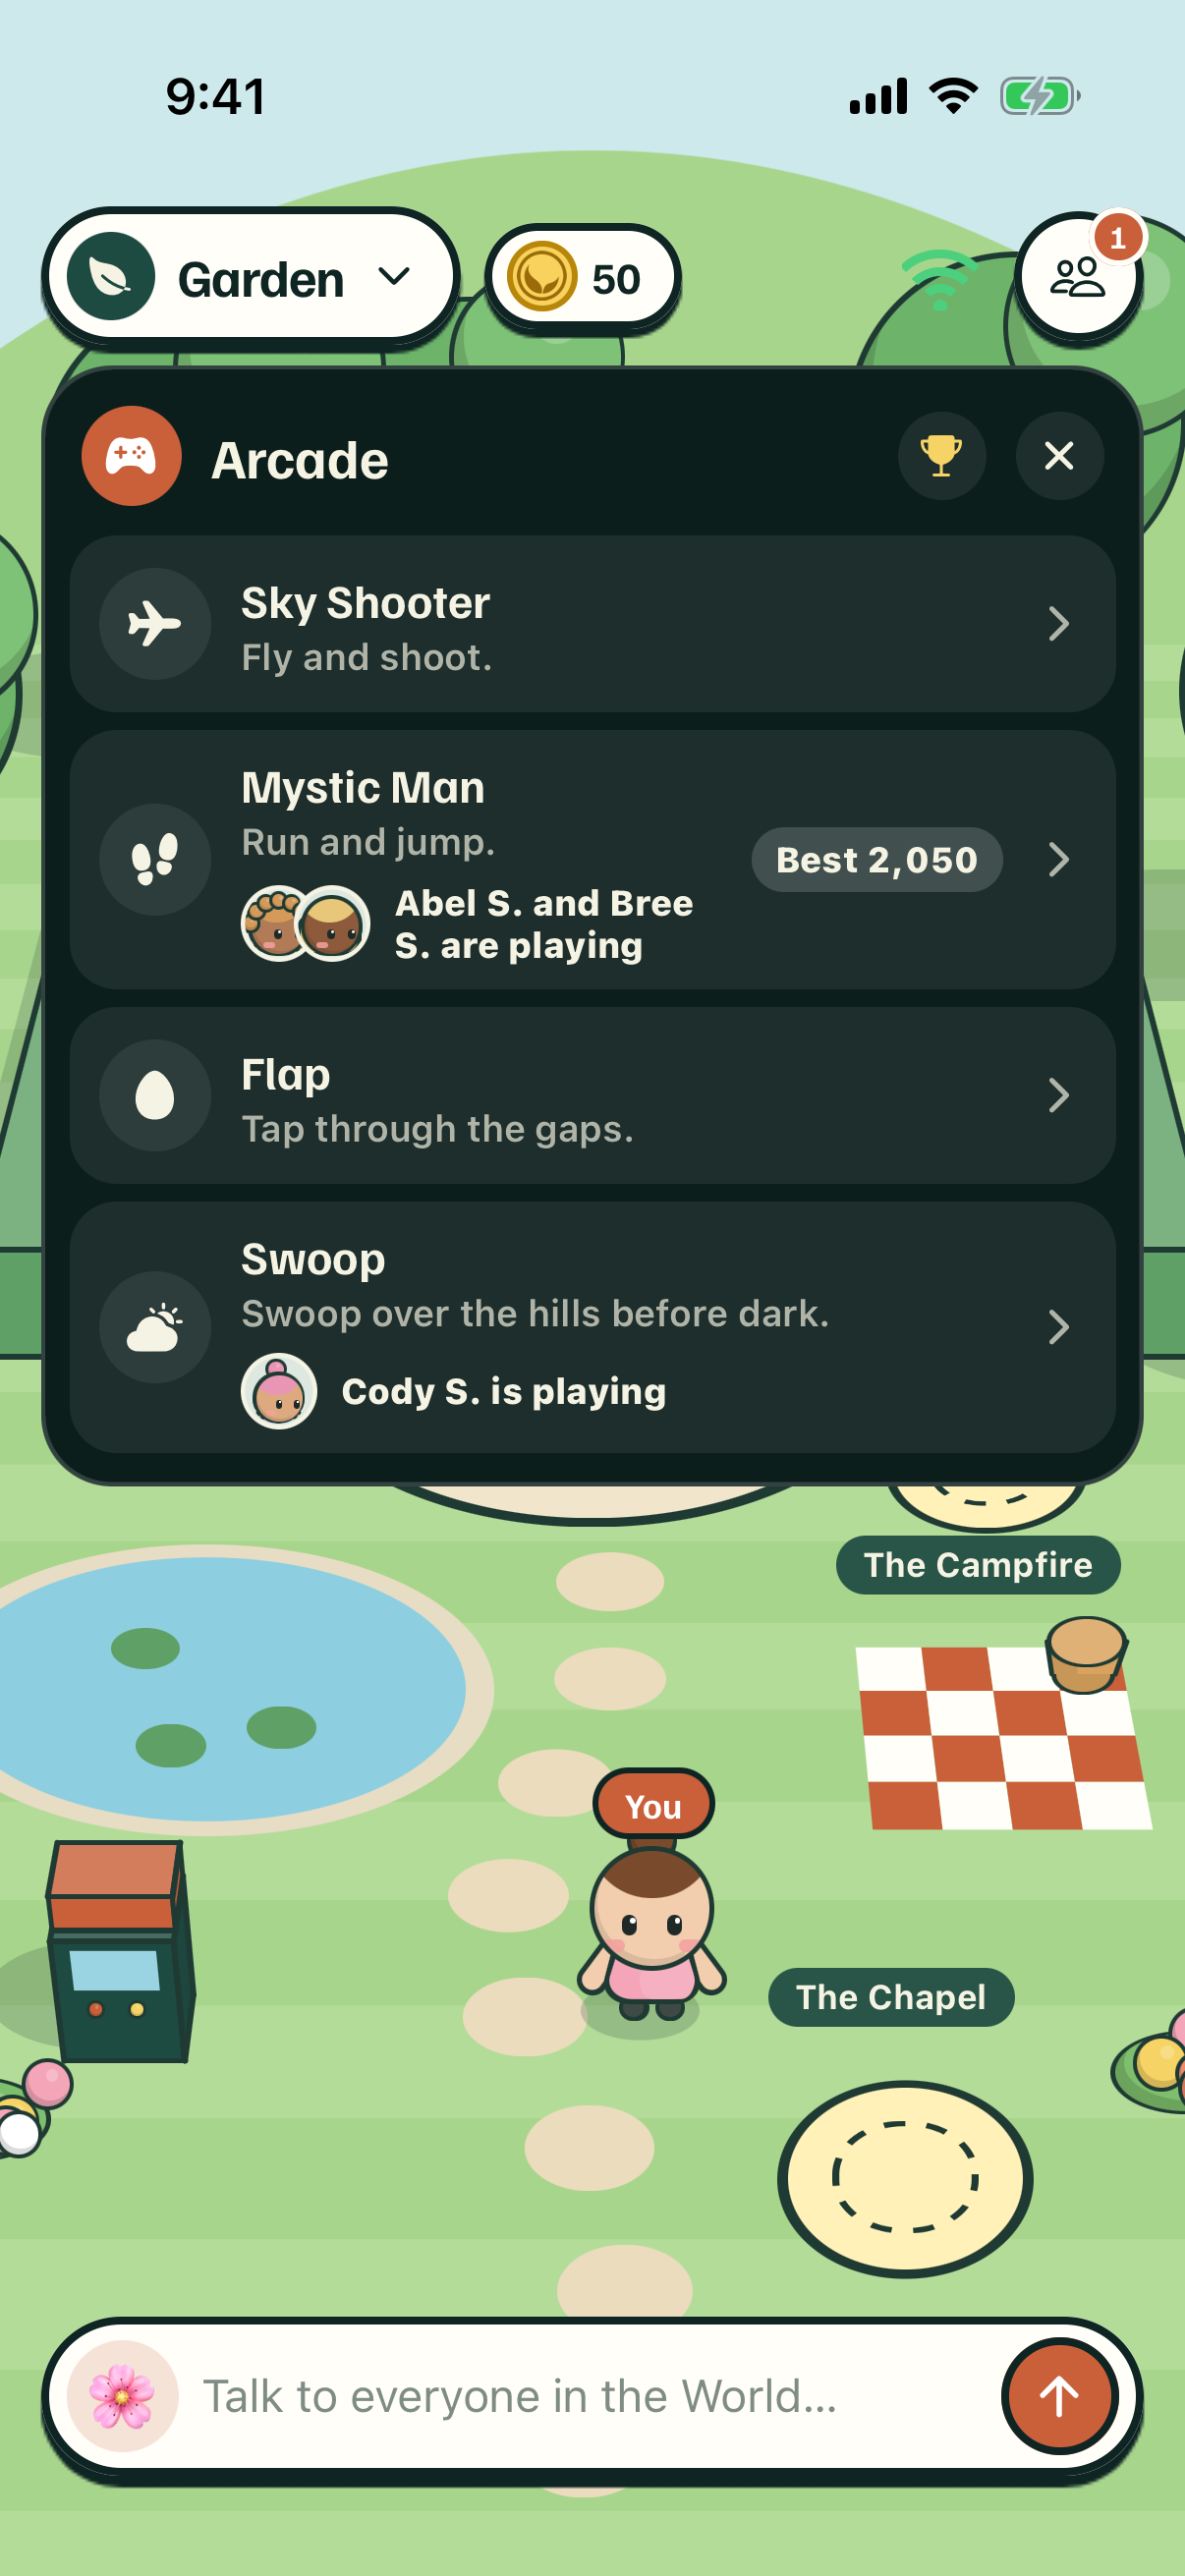 9:41
Garden
50
1
Arcade
Sky Shooter
Fly and shoot.
Mystic Man
Run and jump.
Best 2,050
Abel S. and Bree
S. are playing
Flap
Tap through the gaps.
Swoop
Swoop over the hills before dark.
Cody S. is playing
The Campfire
You
The Chapel
Talk to everyone in the World...